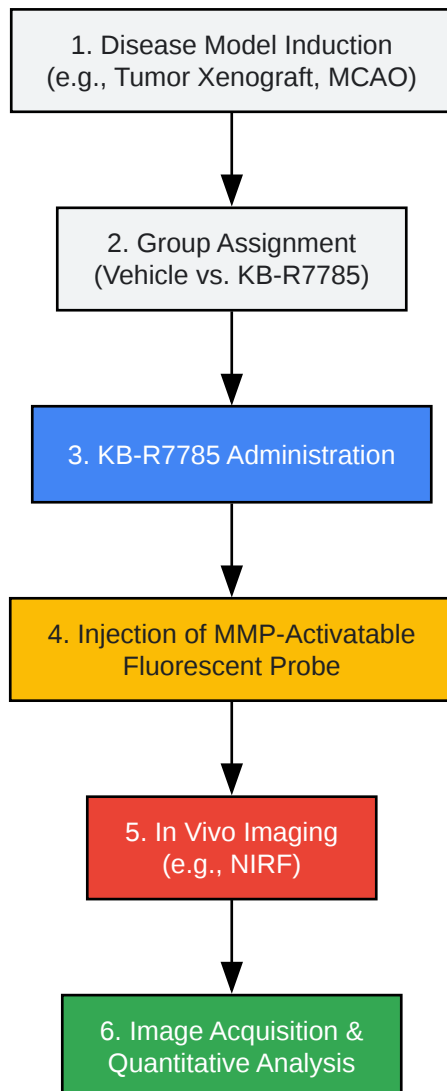 1. Disease Model Induction
(e.g., Tumor Xenograft, MCAO)
2. Group Assignment
(Vehicle vs. KB-R7785)
3. KB-R7785 Administration
4. Injection of MMP-Activatable
Fluorescent Probe
5. In Vivo Imaging
(e.g., NIRF)
6. Image Acquisition &
Quantitative Analysis